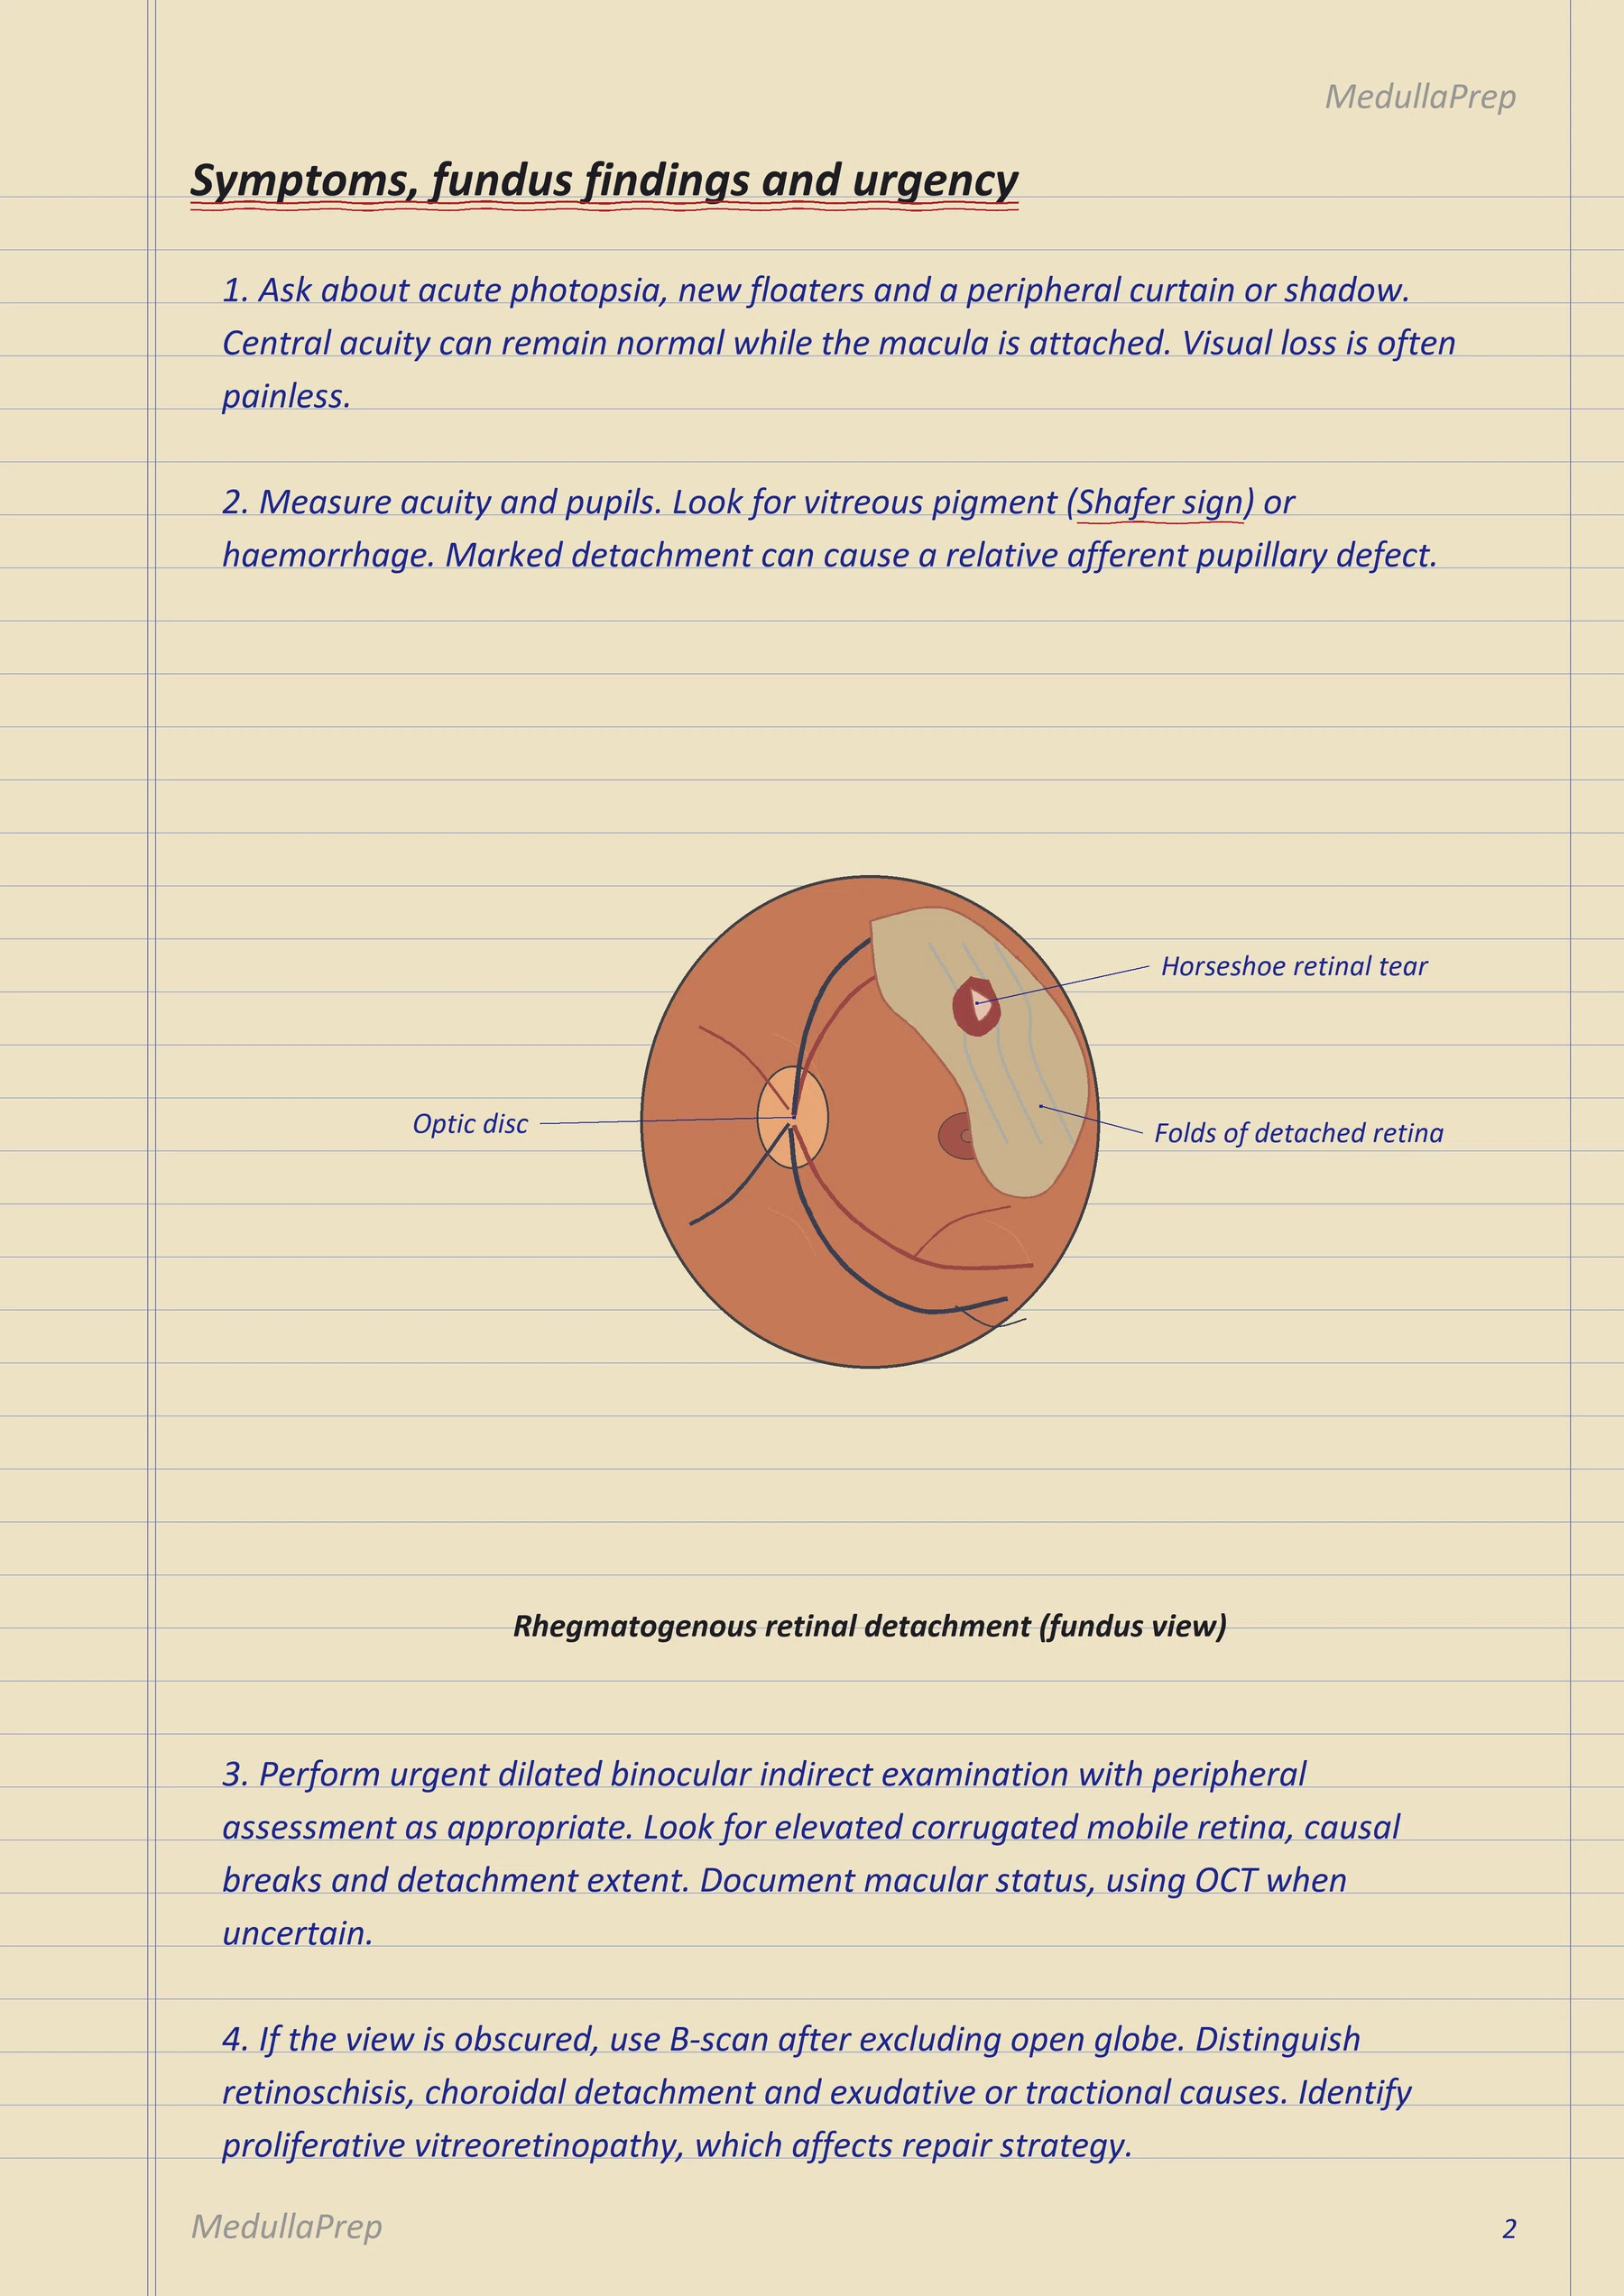 MedullaPrep
Symptoms, fundus findings and urgency
1. Ask about acute photopsia, new floaters and a peripheral curtain or shadow.
Central acuity can remain normal while the macula is attached. Visual loss is often
painless.
2. Measure acuity and pupils. Look for vitreous pigment (Shafer sign) or
haemorrhage. Marked detachment can cause a relative afferent pupillary defect.
Horseshoe retinal tear
Optic disc
Folds of detached retina
Rhegmatogenous retinal detachment (fundus view)
3. Perform urgent dilated binocular indirect examination with peripheral
assessment as appropriate. Look for elevated corrugated mobile retina, causal
breaks and detachment extent. Document macular status, using OCT when
uncertain.
4. If the view is obscured, use B-scan after excluding open globe. Distinguish
retinoschisis, choroidal detachment and exudative or tractional causes. Identify
proliferative vitreoretinopathy, which affects repair strategy.
MedullaPrep
2